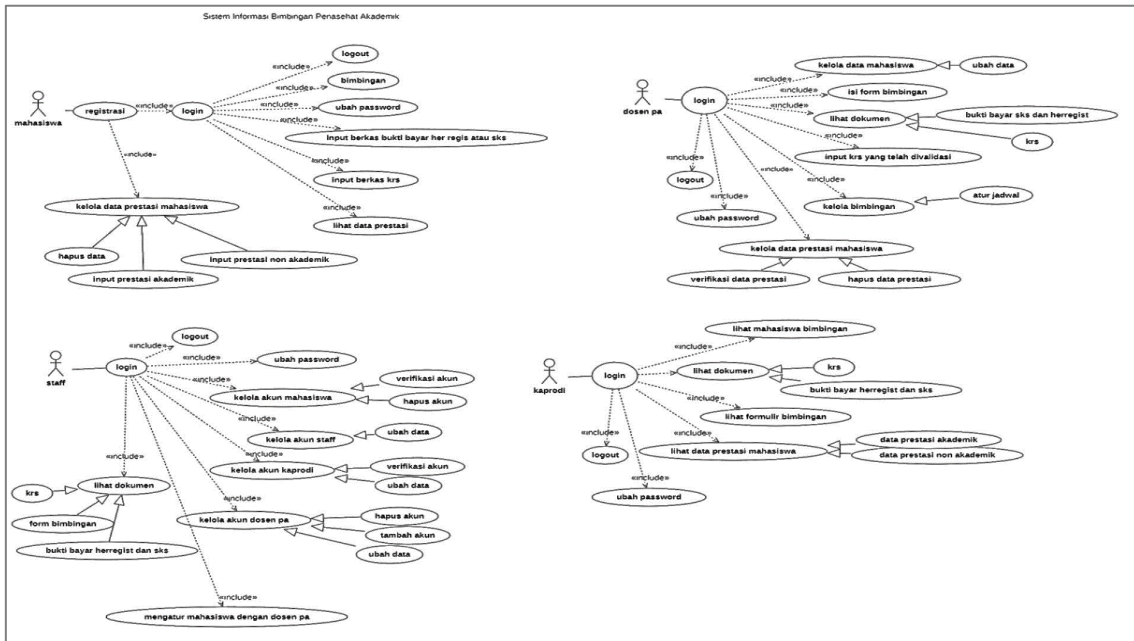 Sistem Informasi Bimbingan Penasehat Akademik
mahasiswa
registrasi
«include»
login
«include»
logout
«include»
bimbingan
«include»
ubah password
«include»
input berkas bukti bayar her regis atau sks
«include»
input berkas krs
«include»
lihat data prestasi
«include»
kelola data prestasi mahasiswa
hapus data
input prestasi akademik
input prestasi non akademik
dosen pa
login
«include»
kelola data mahasiswa
ubah data
«include»
isi form bimbingan
«include»
lihat dokumen
bukti bayar sks dan herregist
krs
«include»
input krs yang telah divalidasi
«include»
logout
«include»
ubah password
«include»
kelola bimbingan
atur jadwal
«include»
kelola data prestasi mahasiswa
verifikasi data prestasi
hapus data prestasi
staff
login
«include»
logout
«include»
ubah password
«include»
kelola akun mahasiswa
verifikasi akun
hapus akun
«include»
kelola akun staff
ubah data
«include»
kelola akun kaprodi
verifikasi akun
ubah data
«include»
lihat dokumen
krs
form bimbingan
bukti bayar herregist dan sks
«include»
kelola akun dosen pa
hapus akun
tambah akun
ubah data
«include»
mengatur mahasiswa dengan dosen pa
kaprodi
login
«include»
lihat mahasiswa bimbingan
«include»
lihat dokumen
krs
bukti bayar herregist dan sks
«include»
lihat formulir bimbingan
«include»
logout
«include»
lihat data prestasi mahasiswa
data prestasi akademik
data prestasi non akademik
«include»
ubah password